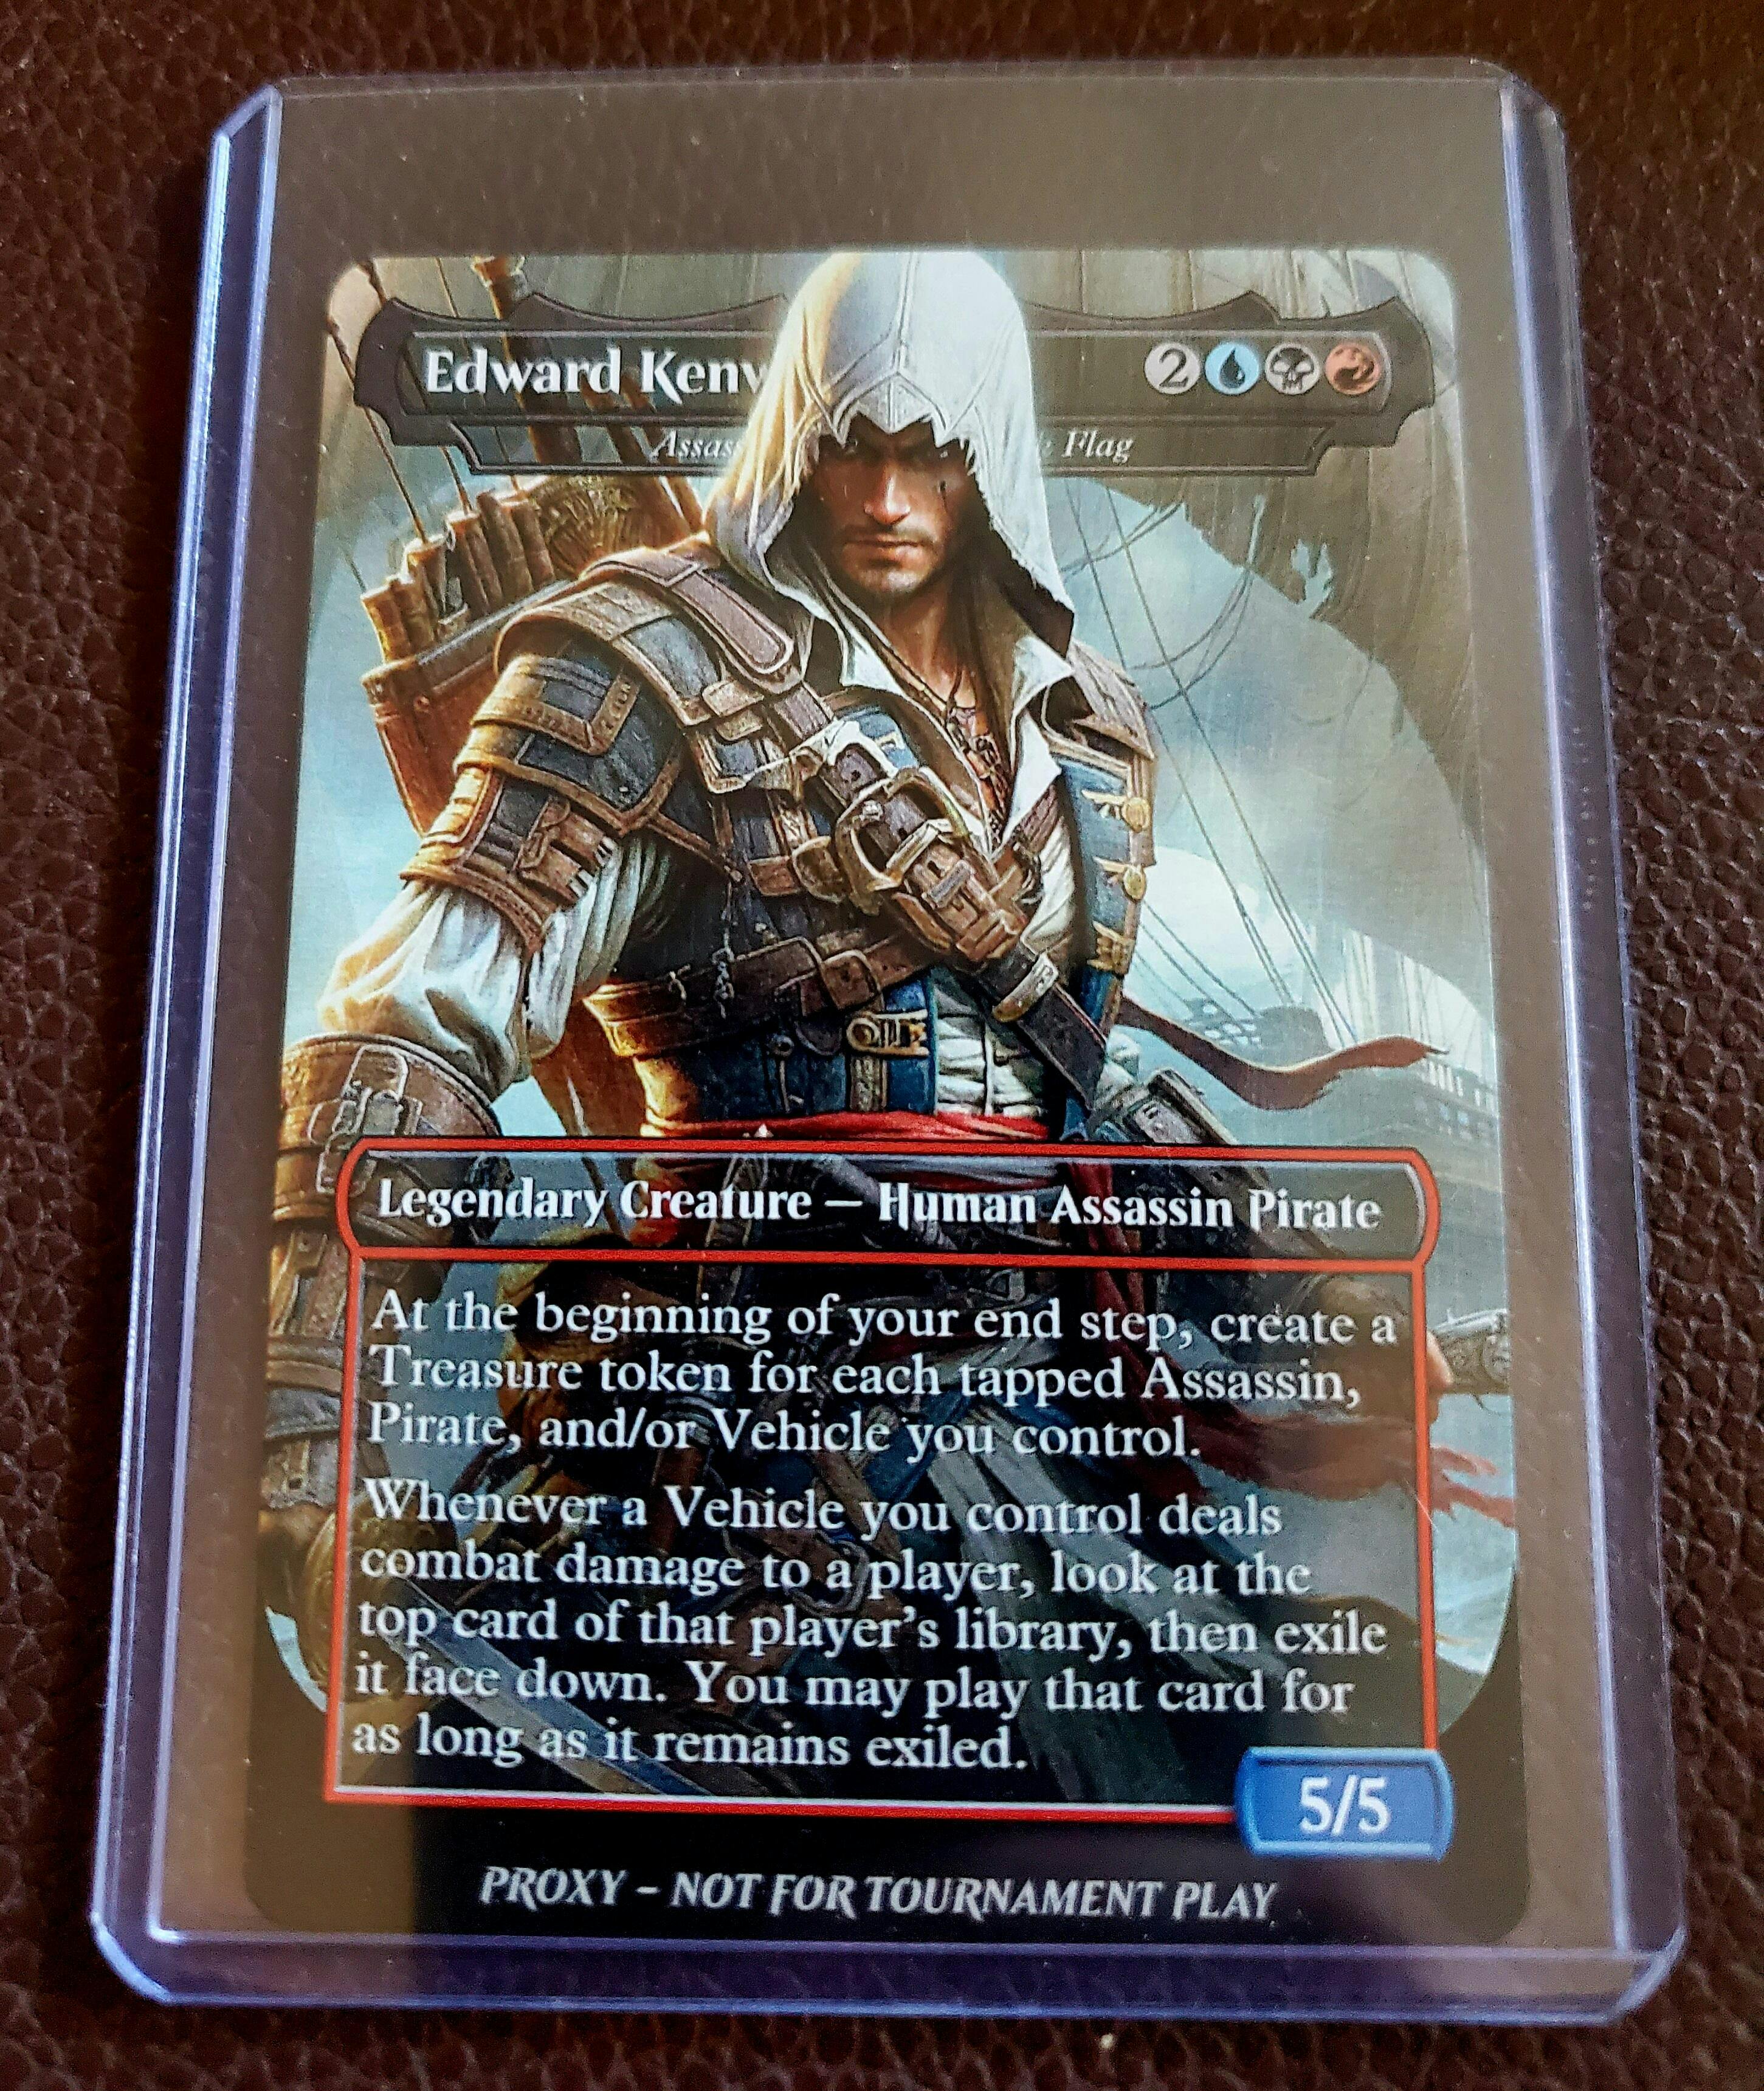 Edward Kenw
2
Assas k Flag
Legendary Creature — Human Assassin Pirate
At the beginning of your end step, create a
Treasure token for each tapped Assassin,
Pirate, and/or Vehicle you control.
Whenever a Vehicle you control deals
combat damage to a player, look at the
top card of that player's library, then exile
it face down. You may play that card for
as long as it remains exiled.
5/5
PROXY – NOT FOR TOURNAMENT PLAY